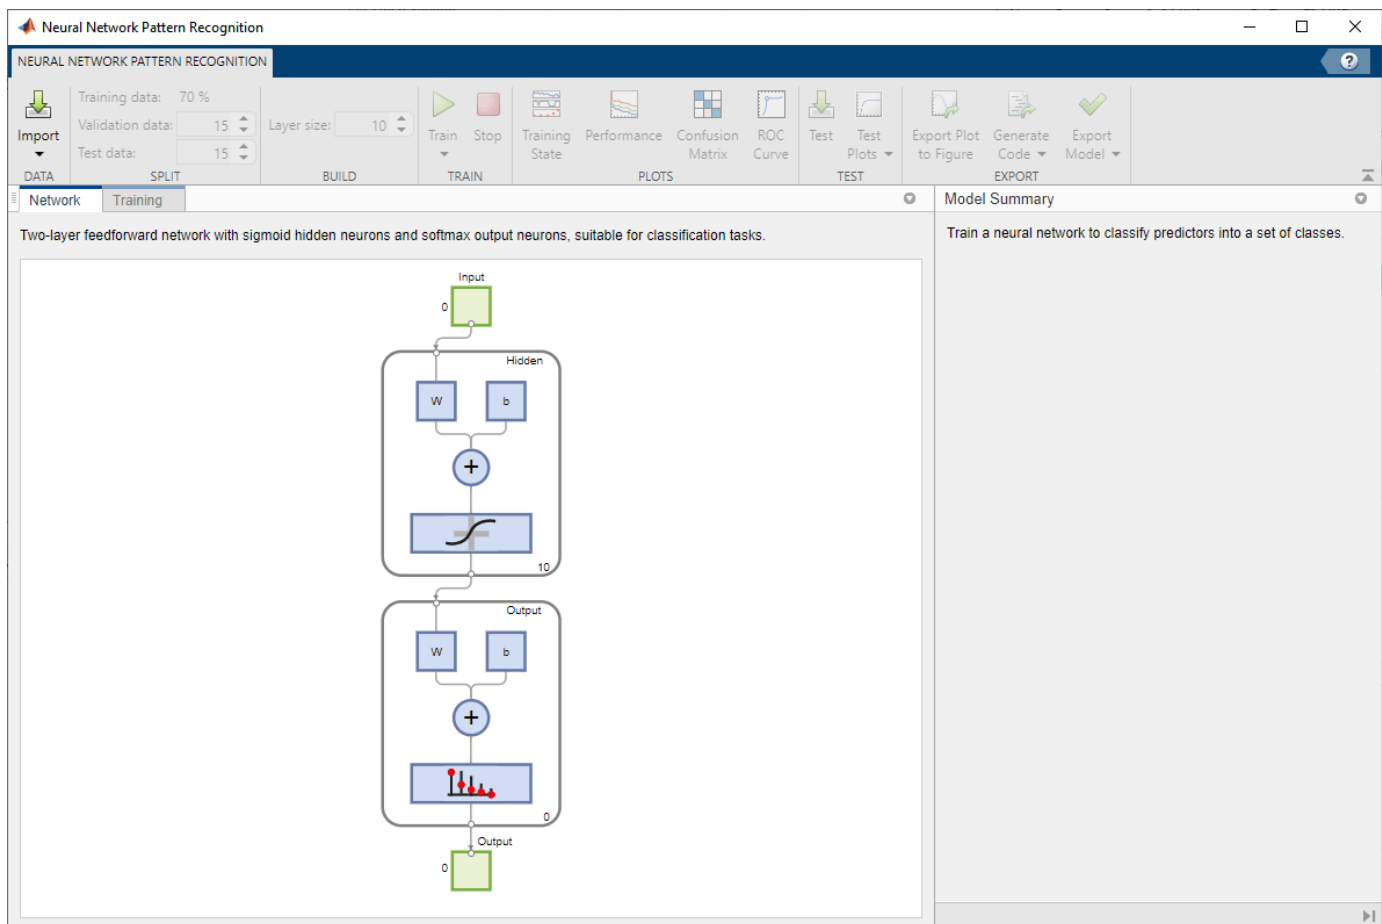 Neural Network Pattern Recognition
NEURAL NETWORK PATTERN RECOGNITION
?
Import
DATA
Training data: 70 %
Validation data: 15
Test data: 15
SPLIT
Layer size: 10
BUILD
Train
Stop
TRAIN
Training
State
Performance
Confusion
Matrix
ROC
Curve
PLOTS
Test
Test
Plots
TEST
Export Plot
to Figure
Generate
Code
Export
Model
EXPORT
Network
Training
Two-layer feedforward network with sigmoid hidden neurons and softmax output neurons, suitable for classification tasks.
Input
0
Hidden
W
b
+
10
Output
W
b
+
0
Output
0
Model Summary
Train a neural network to classify predictors into a set of classes.